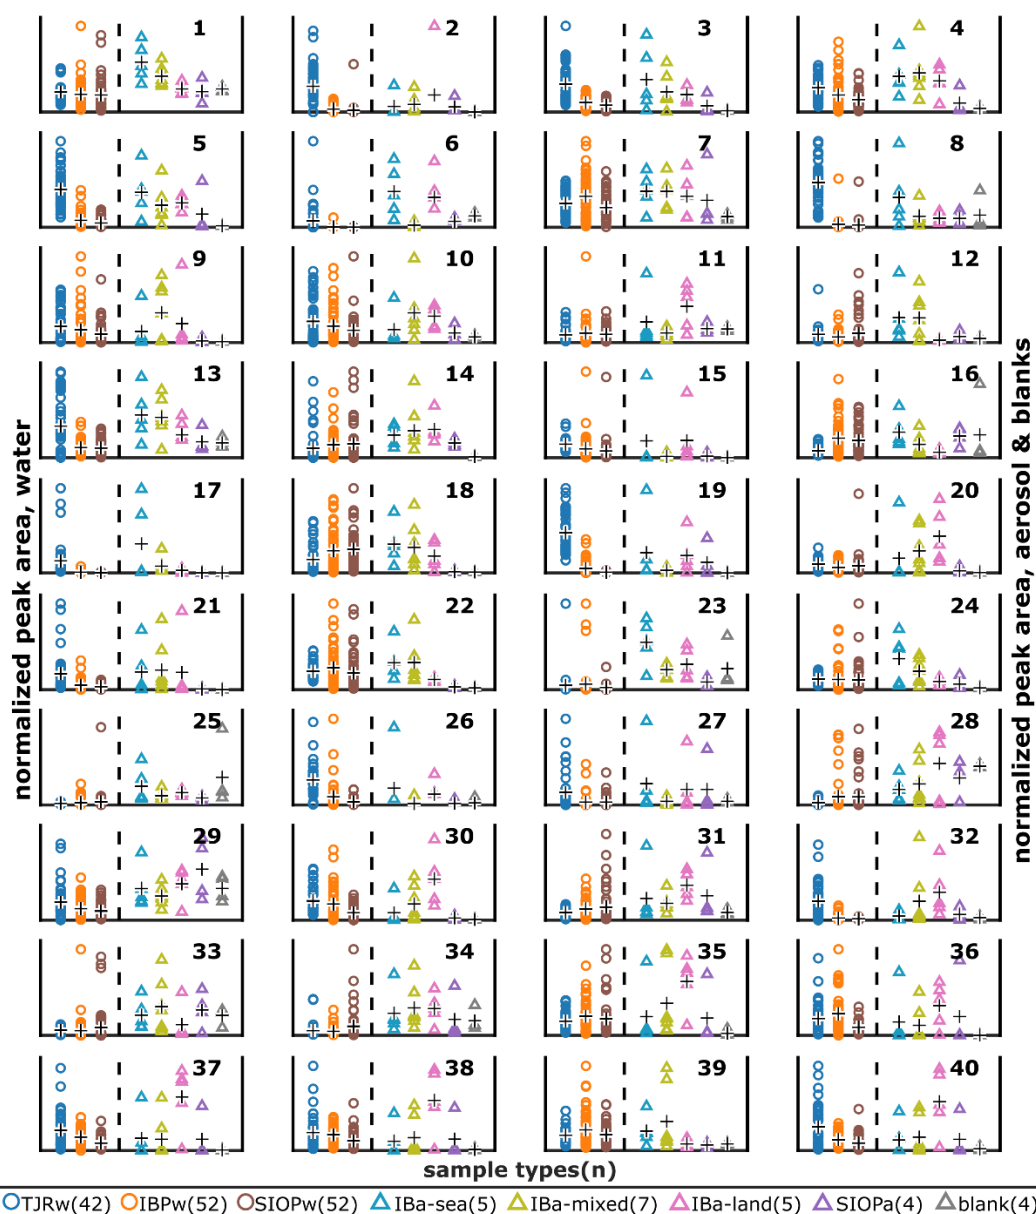 1 2 3 4
5 6 7 8
9 10 11 12
13 14 15 16
17 18 19 20
21 22 23 24
25 26 27 28
29 30 31 32
33 34 35 36
37 38 39 40
normalized peak area, water
normalized peak area, aerosol & blanks
sample types(n)
TJRw(42) IBPw(52) SIOPw(52) IBa-sea(5) IBa-mixed(7) IBa-land(5) SIOPa(4) blank(4)